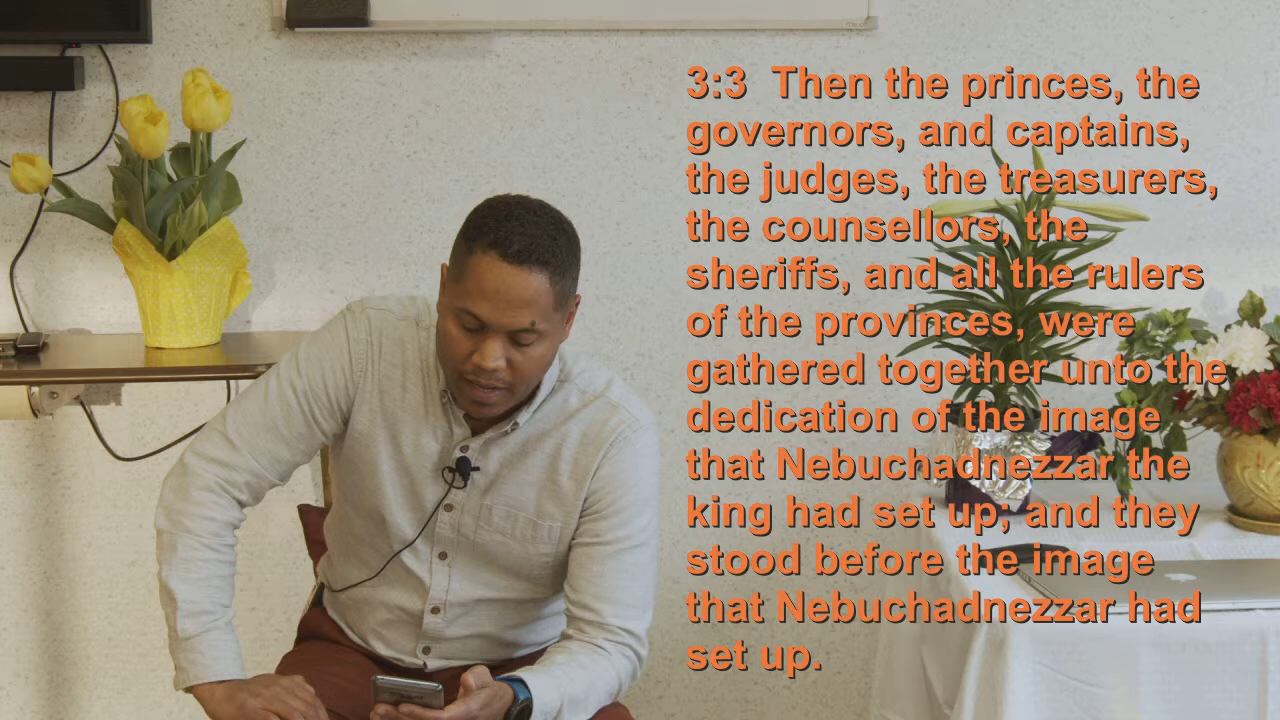 3:3  Then the princes, the
governors, and captains,
the judges, the treasurers,
the counsellors, the
sheriffs, and all the rulers
of the provinces, were
gathered together unto the
dedication of the image
that Nebuchadnezzar the
king had set up; and they
stood before the image
that Nebuchadnezzar had
set up.